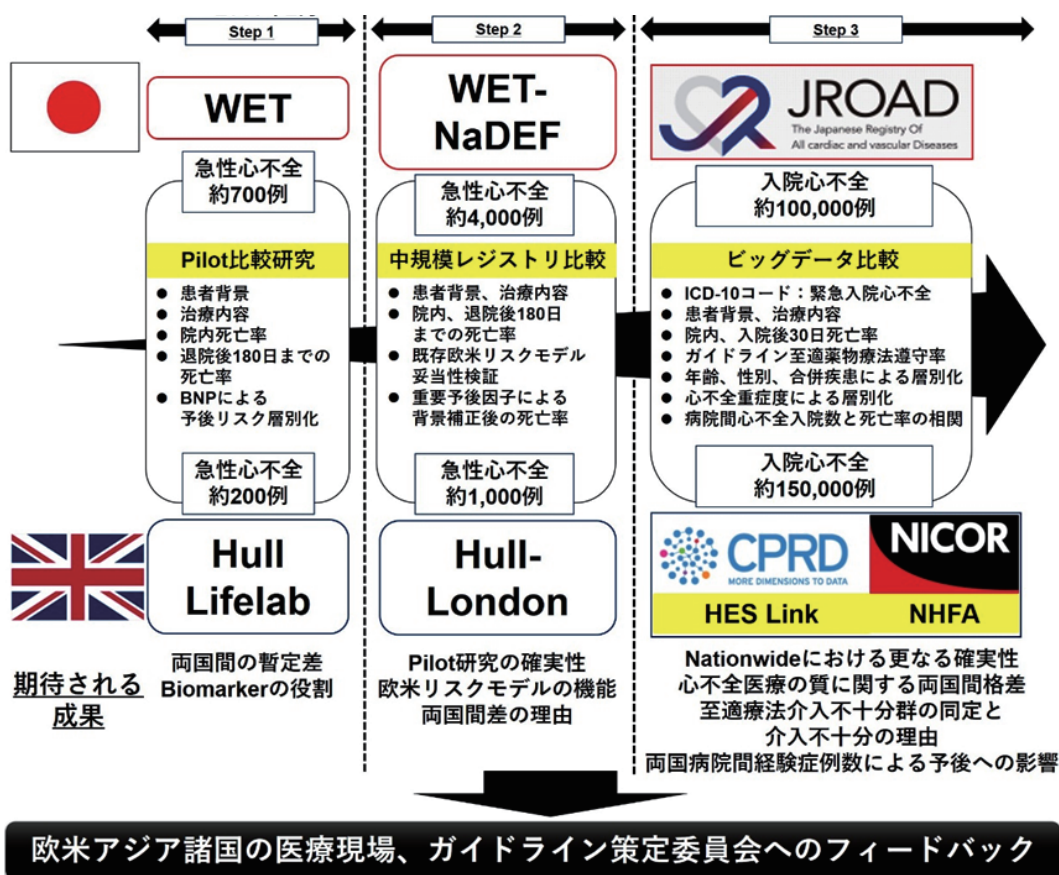 Step 1
Step 2
Step 3
WET
WET-
NaDEF
JROAD
The Japanese Registry Of
All cardiac and vascular Diseases
急性心不全
約700例
急性心不全
約4,000例
入院心不全
約100,000例
Pilot比較研究
● 患者背景
● 治療内容
● 院内死亡率
● 退院後180日までの
死亡率
● BNPによる
予後リスク層別化
中規模レジストリ比較
● 患者背景、治療内容
● 院内、退院後180日
までの死亡率
● 既存欧米リスクモデル
妥当性検証
● 重要予後因子による
背景補正後の死亡率
ビッグデータ比較
● ICD-10コード：緊急入院心不全
● 患者背景、治療内容
● 院内、入院後30日死亡率
● ガイドライン至適薬物療法遵守率
● 年齢、性別、合併疾患による層別化
● 心不全重症度による層別化
● 病院間心不全入院数と死亡率の相関
急性心不全
約200例
急性心不全
約1,000例
入院心不全
約150,000例
Hull
Lifelab
Hull-
London
CPRD
MORE DIMENSIONS TO DATA
HES Link
NICOR
NHFA
期待される
成果
両国間の暫定差
Biomarkerの役割
Pilot研究の確実性
欧米リスクモデルの機能
両国間差の理由
Nationwideにおける更なる確実性
心不全医療の質に関する両国間格差
至適療法介入不十分群の同定と
介入不十分の理由
両国病院間経験症例数による予後への影響
欧米アジア諸国の医療現場、ガイドライン策定委員会へのフィードバック